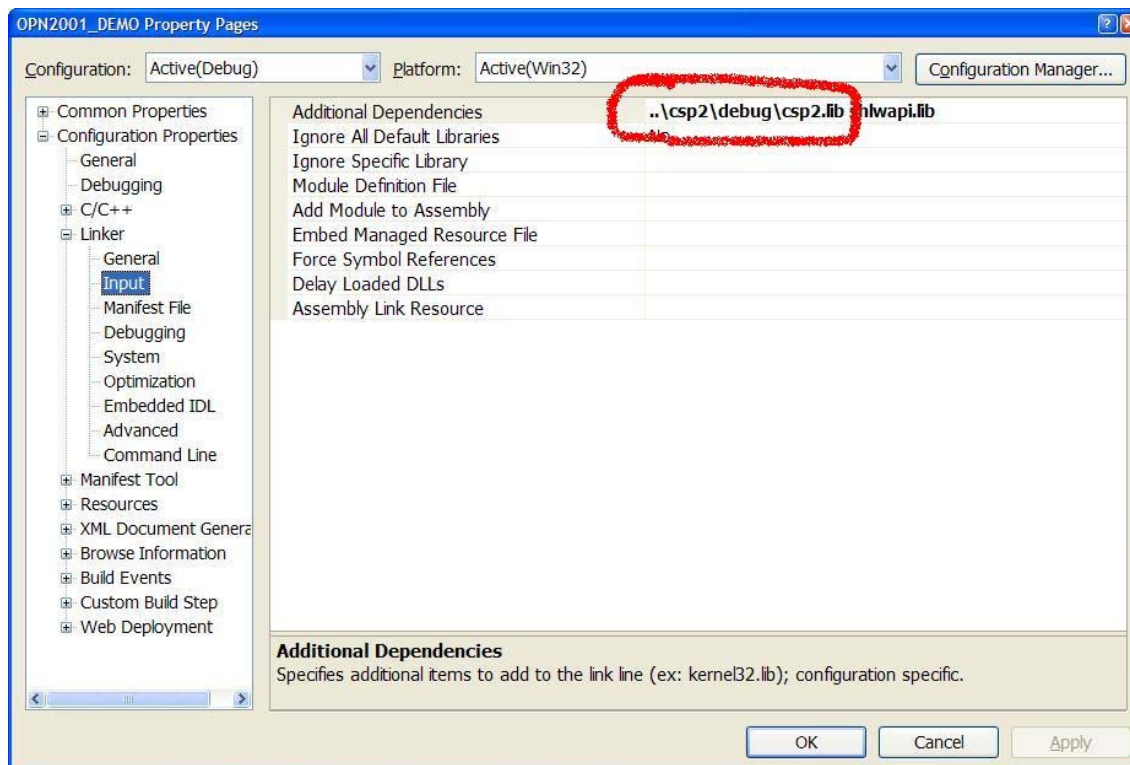 OPN2001_DEMO Property Pages
Configuration: Active(Debug) Platform: Active(Win32) Configuration Manager...
Common Properties
Configuration Properties
General
Debugging
C/C++
Linker
General
Input
Manifest File
Debugging
System
Optimization
Embedded IDL
Advanced
Command Line
Manifest Tool
Resources
XML Document Genera
Browse Information
Build Events
Custom Build Step
Web Deployment
Additional Dependencies ..\csp2\debug\csp2.lib
Ignore All Default Libraries No
Ignore Specific Library
Module Definition File
Add Module to Assembly
Embed Managed Resource File
Force Symbol References
Delay Loaded DLLs
Assembly Link Resource
Additional Dependencies
Specifies additional items to add to the link line (ex: kernel32.lib); configuration specific.
OK Cancel Apply